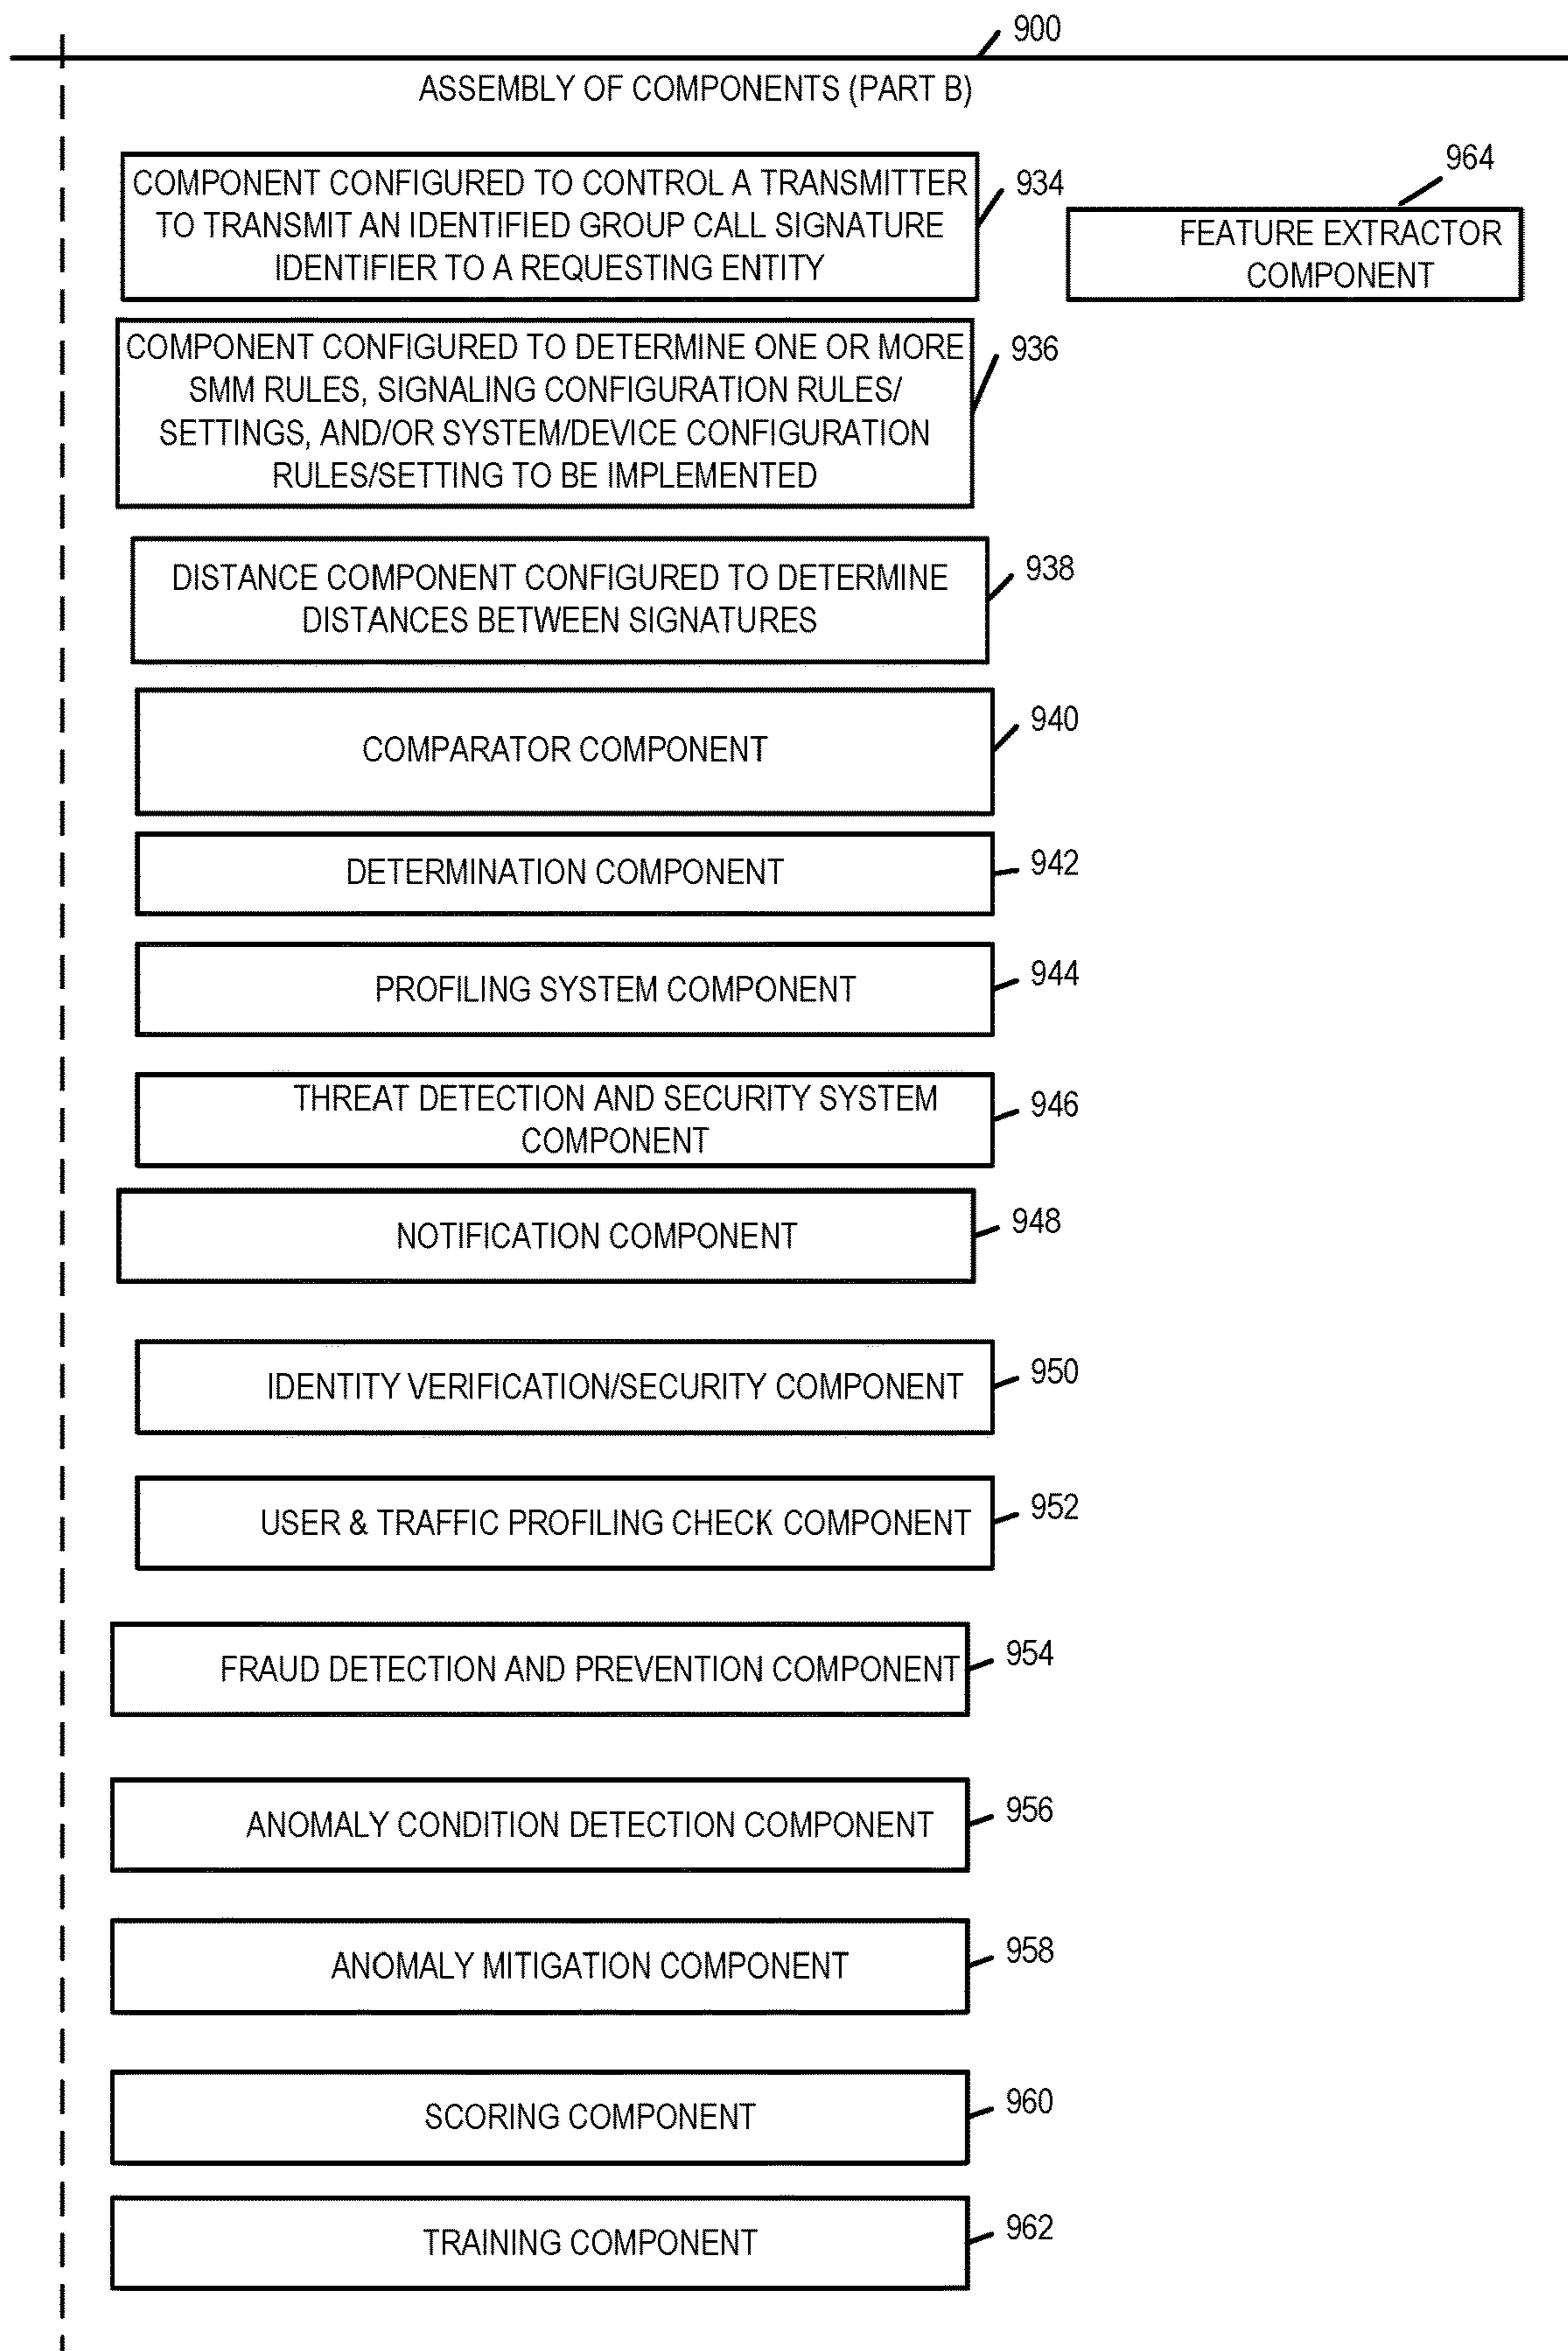 900
ASSEMBLY OF COMPONENTS (PART B)
COMPONENT CONFIGURED TO CONTROL A TRANSMITTER
TO TRANSMIT AN IDENTIFIED GROUP CALL SIGNATURE
IDENTIFIER TO A REQUESTING ENTITY
934
964
FEATURE EXTRACTOR
COMPONENT
COMPONENT CONFIGURED TO DETERMINE ONE OR MORE
SMM RULES, SIGNALING CONFIGURATION RULES/
SETTINGS, AND/OR SYSTEM/DEVICE CONFIGURATION
RULES/SETTING TO BE IMPLEMENTED
936
DISTANCE COMPONENT CONFIGURED TO DETERMINE
DISTANCES BETWEEN SIGNATURES
938
COMPARATOR COMPONENT
940
DETERMINATION COMPONENT
942
PROFILING SYSTEM COMPONENT
944
THREAT DETECTION AND SECURITY SYSTEM
COMPONENT
946
NOTIFICATION COMPONENT
948
IDENTITY VERIFICATION/SECURITY COMPONENT
950
USER & TRAFFIC PROFILING CHECK COMPONENT
952
FRAUD DETECTION AND PREVENTION COMPONENT
954
ANOMALY CONDITION DETECTION COMPONENT
956
ANOMALY MITIGATION COMPONENT
958
SCORING COMPONENT
960
TRAINING COMPONENT
962